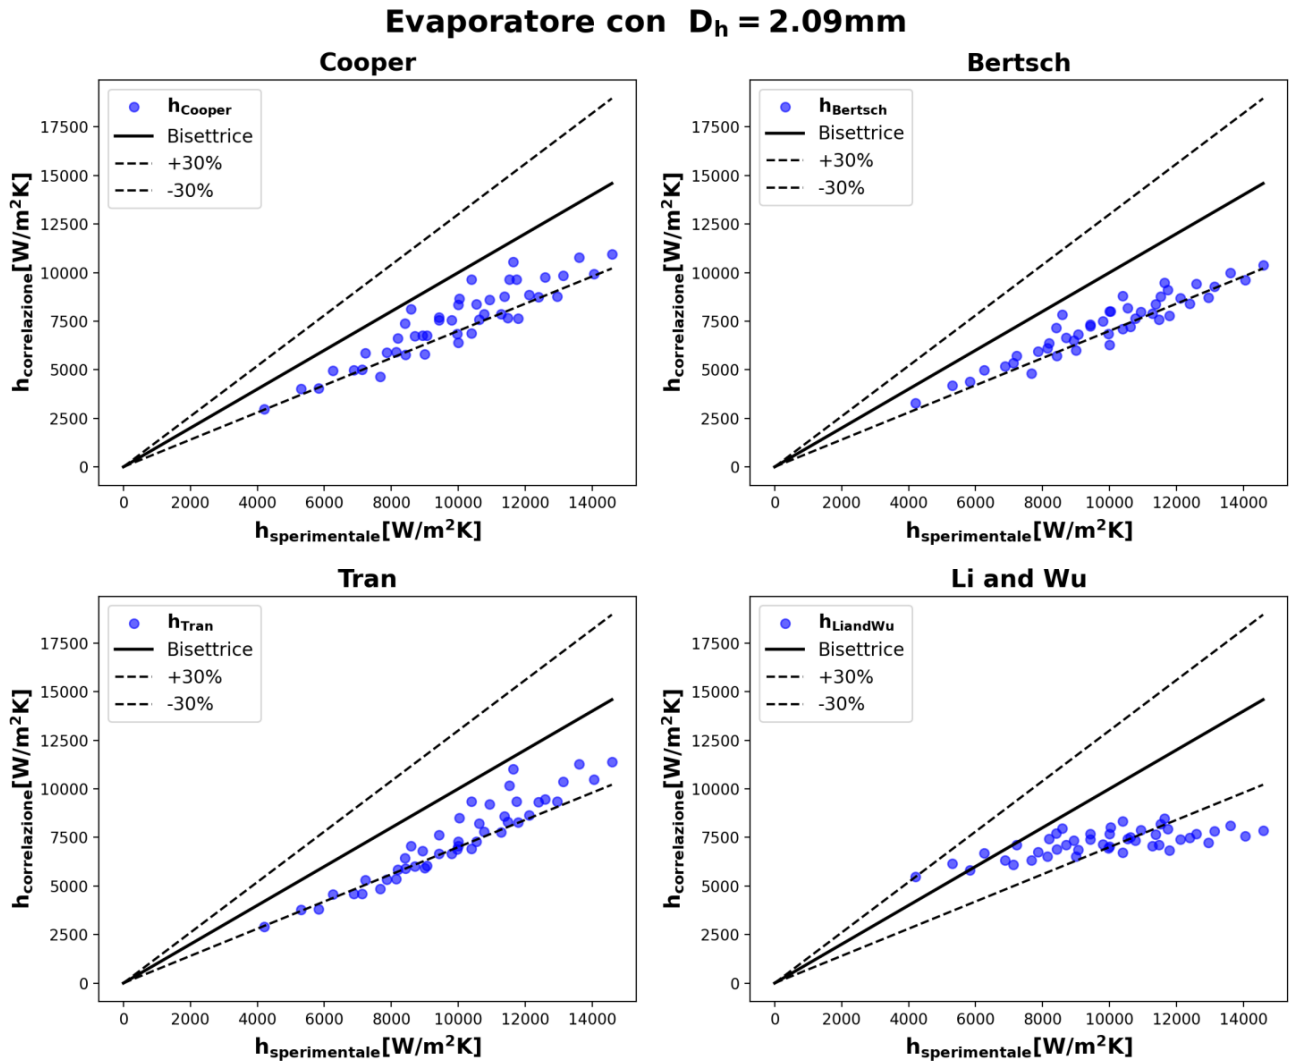 Evaporatore con D_h = 2.09mm
Cooper
h_Cooper
Bisettrice
+30%
-30%
17500
15000
12500
10000
7500
5000
2500
0
h_correlazione[W/m²K]
0 2000 4000 6000 8000 10000 12000 14000
h_sperimentale[W/m²K]
Bertsch
h_Bertsch
Bisettrice
+30%
-30%
17500
15000
12500
10000
7500
5000
2500
0
h_correlazione[W/m²K]
0 2000 4000 6000 8000 10000 12000 14000
h_sperimentale[W/m²K]
Tran
h_Tran
Bisettrice
+30%
-30%
17500
15000
12500
10000
7500
5000
2500
0
h_correlazione[W/m²K]
0 2000 4000 6000 8000 10000 12000 14000
h_sperimentale[W/m²K]
Li and Wu
h_LiandWu
Bisettrice
+30%
-30%
17500
15000
12500
10000
7500
5000
2500
0
h_correlazione[W/m²K]
0 2000 4000 6000 8000 10000 12000 14000
h_sperimentale[W/m²K]